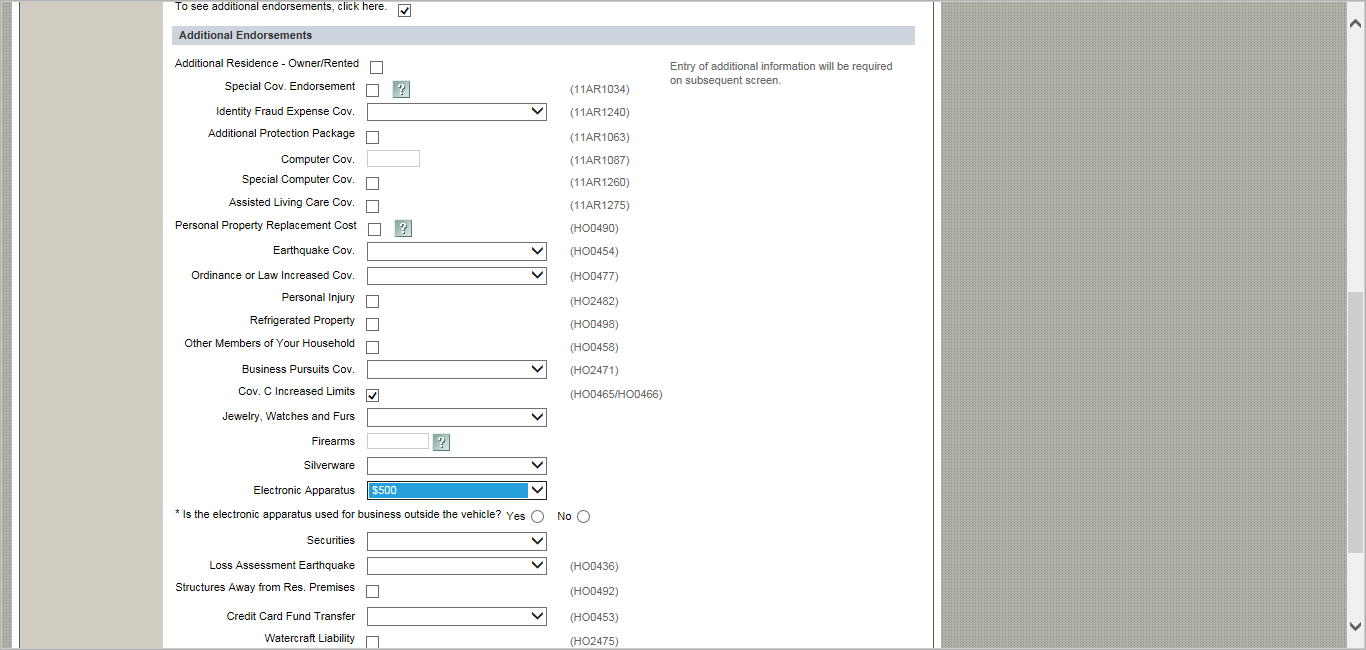 To see additional endorsements, click here.
Additional Endorsements
Additional Residence - Owner/Rented
Entry of additional information will be required
on subsequent screen.
Special Cov. Endorsement ? (11AR1034)
Identity Fraud Expense Cov. (11AR1240)
Additional Protection Package (11AR1063)
Computer Cov. (11AR1087)
Special Computer Cov. (11AR1260)
Assisted Living Care Cov. (11AR1275)
Personal Property Replacement Cost ? (HO0490)
Earthquake Cov. (HO0454)
Ordinance or Law Increased Cov. (HO0477)
Personal Injury (HO2482)
Refrigerated Property (HO0498)
Other Members of Your Household (HO0458)
Business Pursuits Cov. (HO2471)
Cov. C Increased Limits (HO0465/HO0466)
Jewelry, Watches and Furs
Firearms ?
Silverware
Electronic Apparatus $500
* Is the electronic apparatus used for business outside the vehicle? Yes No
Securities
Loss Assessment Earthquake (HO0436)
Structures Away from Res. Premises (HO0492)
Credit Card Fund Transfer (HO0453)
Watercraft Liability (HO2475)